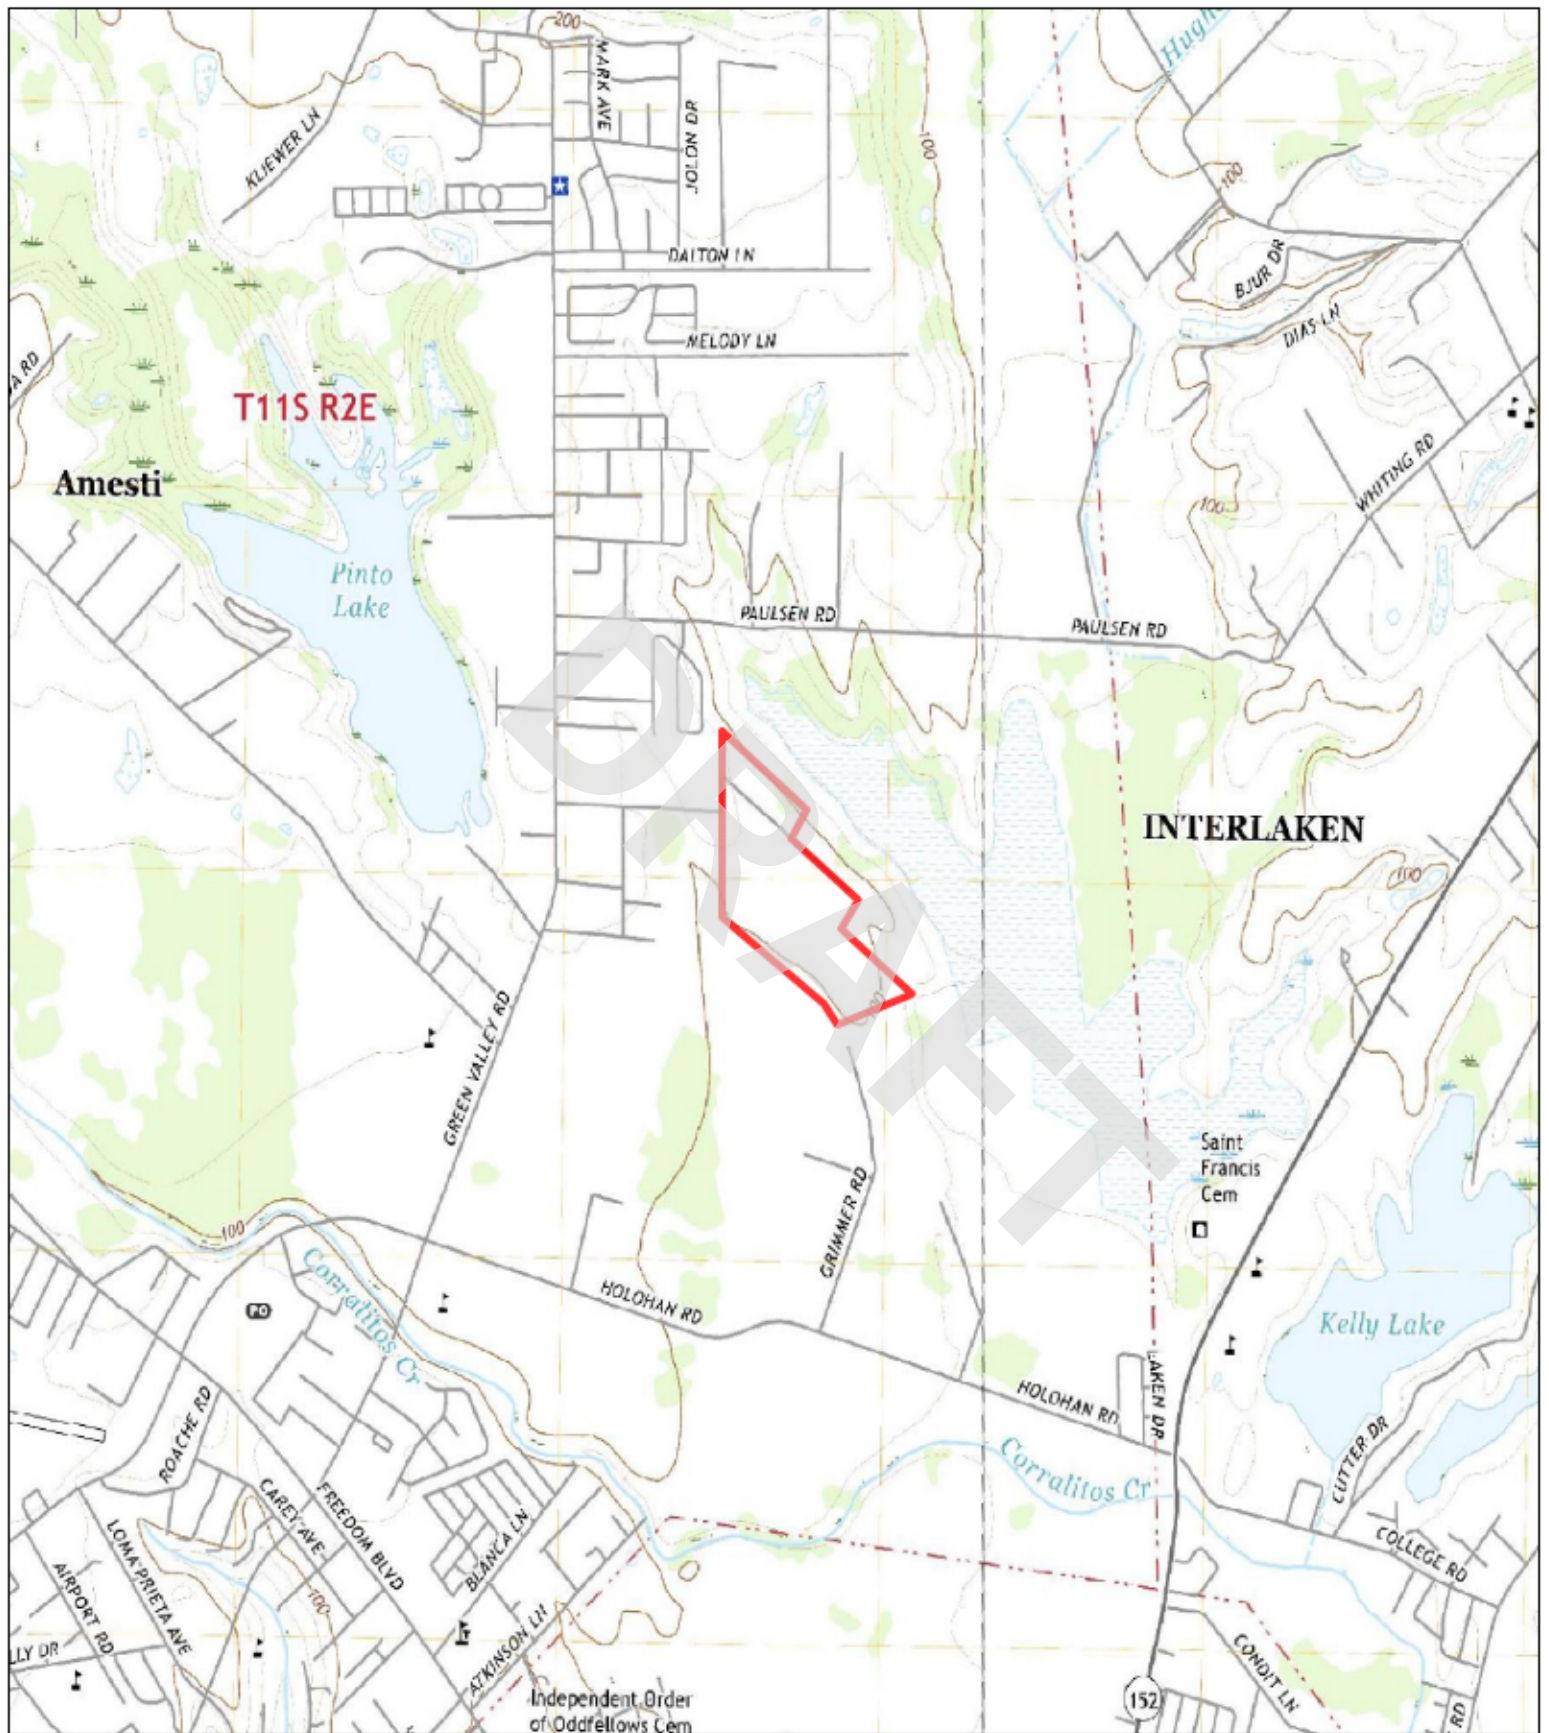 200
Hugh
MARK AVE
KLIEWER LN
JOLON DR
100
100
DALTON LN
BJUR DR
MELODY LN
DIAS LN
A RD
T11S R2E
WHITING RD
Amesti
100
Pinto
Lake
PAULSEN RD
PAULSEN RD
INTERLAKEN
100
DRAFT
GREEN VALLEY RD
Saint
Francis
Cem
GRIMMER RD
100
Corralitos Cr
HOLOHAN RD
PO
Kelly Lake
LAKEN DR
HOLOHAN RD
ROACHE RD
CUTTER DR
Corralitos Cr
CAREY AVE
FREEDOM BLVD
BLANCA LN
COLLEGE RD
LOMA PRIETA AVE
AIRPORT RD
100
ATKINSON LN
LLY DR
CONDIT LN
Independent Order
of Oddfellows Cem
152
RD